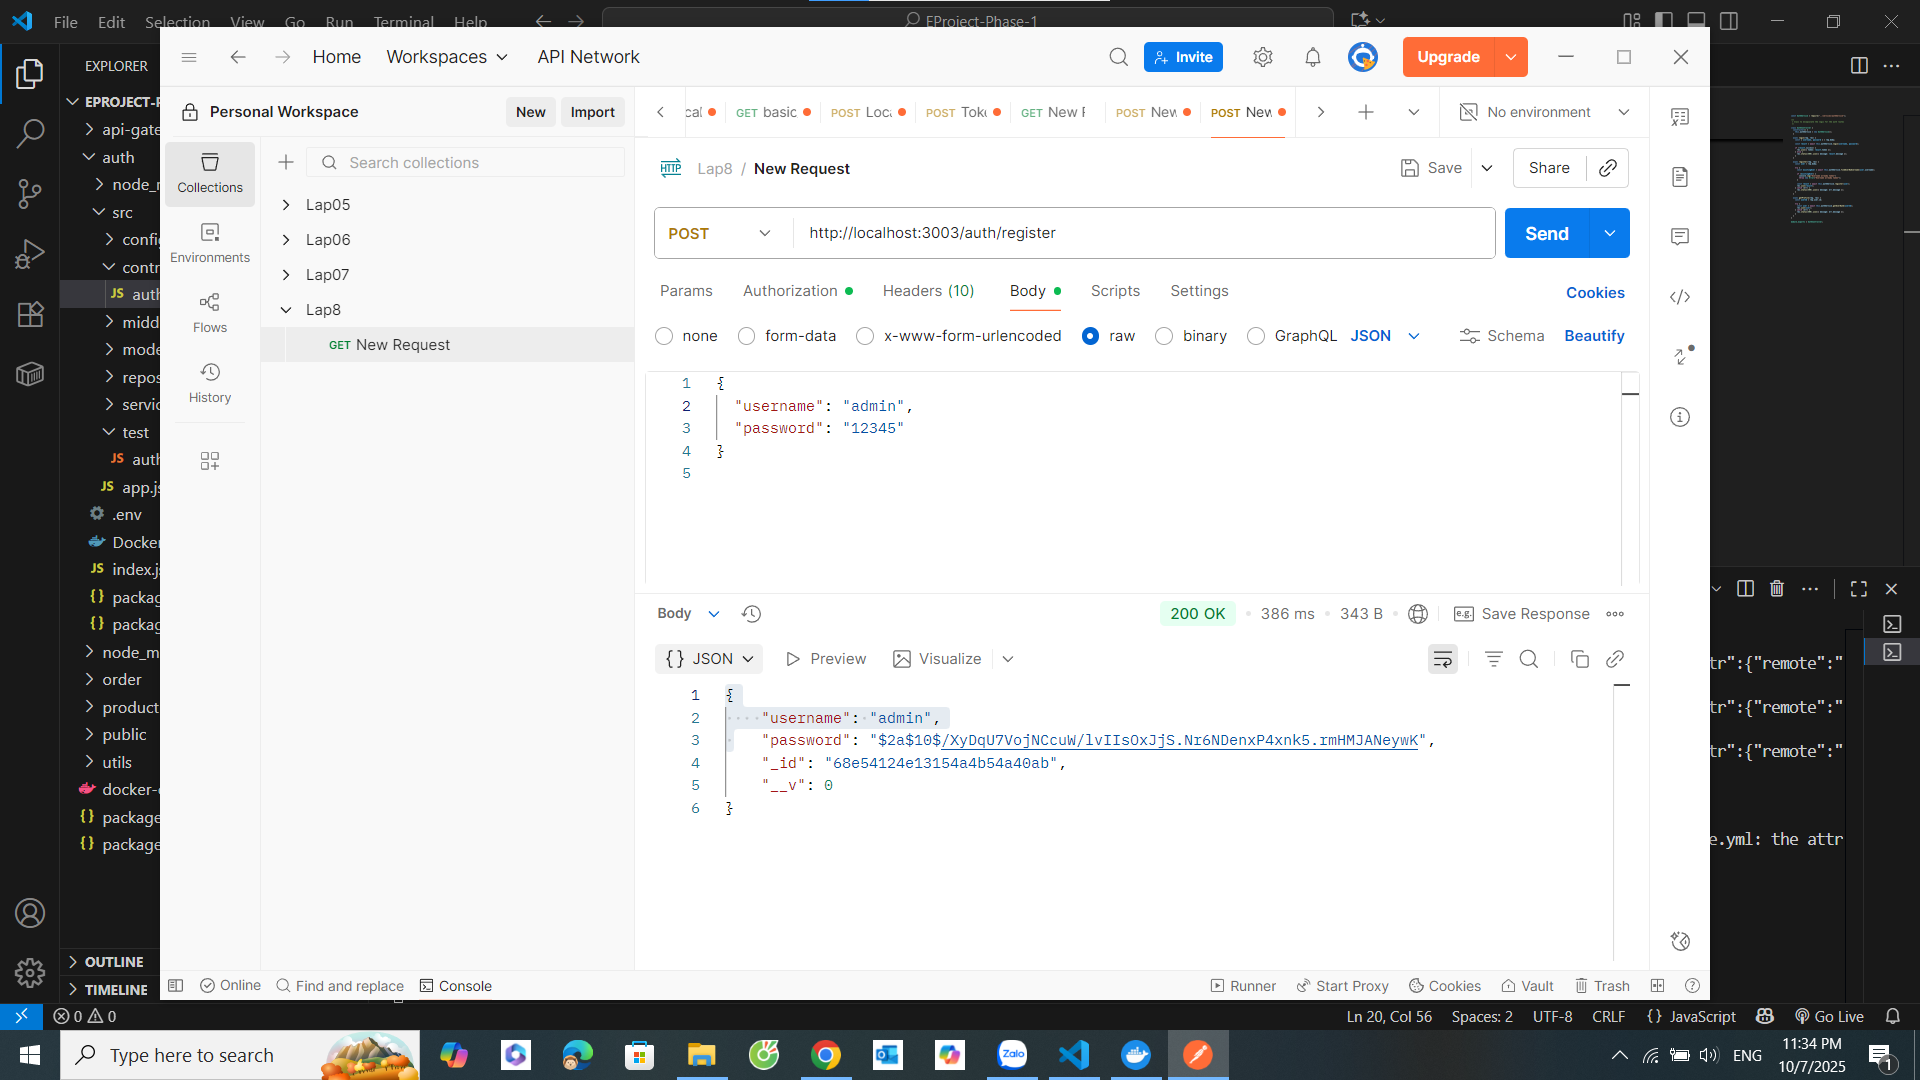 File Edit Selection View Go Run Terminal Help
EProject-Phase-1
EXPLORER
EPROJECT-P
api-gate
auth
node_m
src
config
contr
auth
midd
mode
repos
servic
test
auth
app.js
.env
Docker
index.js
packag
packag
node_m
order
product
public
utils
docker-c
package
package
OUTLINE
TIMELINE
Home Workspaces API Network
Invite
Upgrade
Personal Workspace
New Import
Collections
Environments
Flows
History
Search collections
Lap05
Lap06
Lap07
Lap8
GET New Request
cal
GET basic
POST Loc
POST Toke
GET New R
POST New
POST New
No environment
Lap8 / New Request
Save
Share
POST http://localhost:3003/auth/register
Send
Params Authorization Headers (10) Body Scripts Settings
Cookies
none form-data x-www-form-urlencoded raw binary GraphQL JSON
Schema Beautify
1 {
2 "username": "admin",
3 "password": "12345"
4 }
5
Body
200 OK 386 ms 343 B
e.g. Save Response
{} JSON Preview Visualize
1 {
2 "username": "admin",
3 "password": "$2a$10$/XyDqU7VojNCcuW/lvIIsOxJjS.Nr6NDenxP4xnk5.rmHMJANeywK",
4 "_id": "68e54124e13154a4b54a40ab",
5 "__v": 0
6 }
tr":{"remote":"
tr":{"remote":"
tr":{"remote":"
e.yml: the attr
Online Find and replace Console
Runner Start Proxy Cookies Vault Trash
0 0
Ln 20, Col 56 Spaces: 2 UTF-8 CRLF {} JavaScript Go Live
Type here to search
Zalo
ENG
11:34 PM
10/7/2025
1